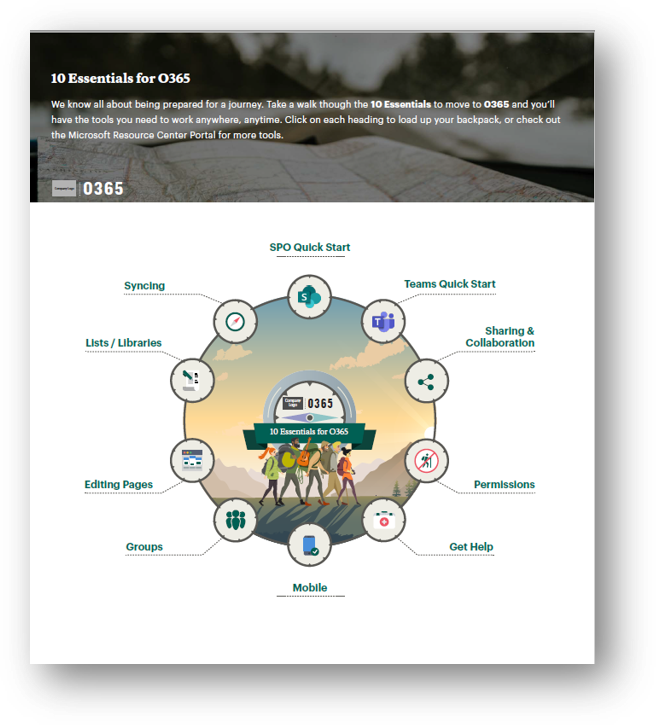 10 Essentials for O365
We know all about being prepared for a journey. Take a walk though the 10 Essentials to move to O365 and you'll
have the tools you need to work anywhere, anytime. Click on each heading to load up your backpack, or check out
the Microsoft Resource Center Portal for more tools.
Company Logo O365
SPO Quick Start
Syncing
Teams Quick Start
Lists / Libraries
Sharing &
Collaboration
S
T
Company
Logo
O365
10 Essentials for O365
Editing Pages
Permissions
Groups
Get Help
Mobile